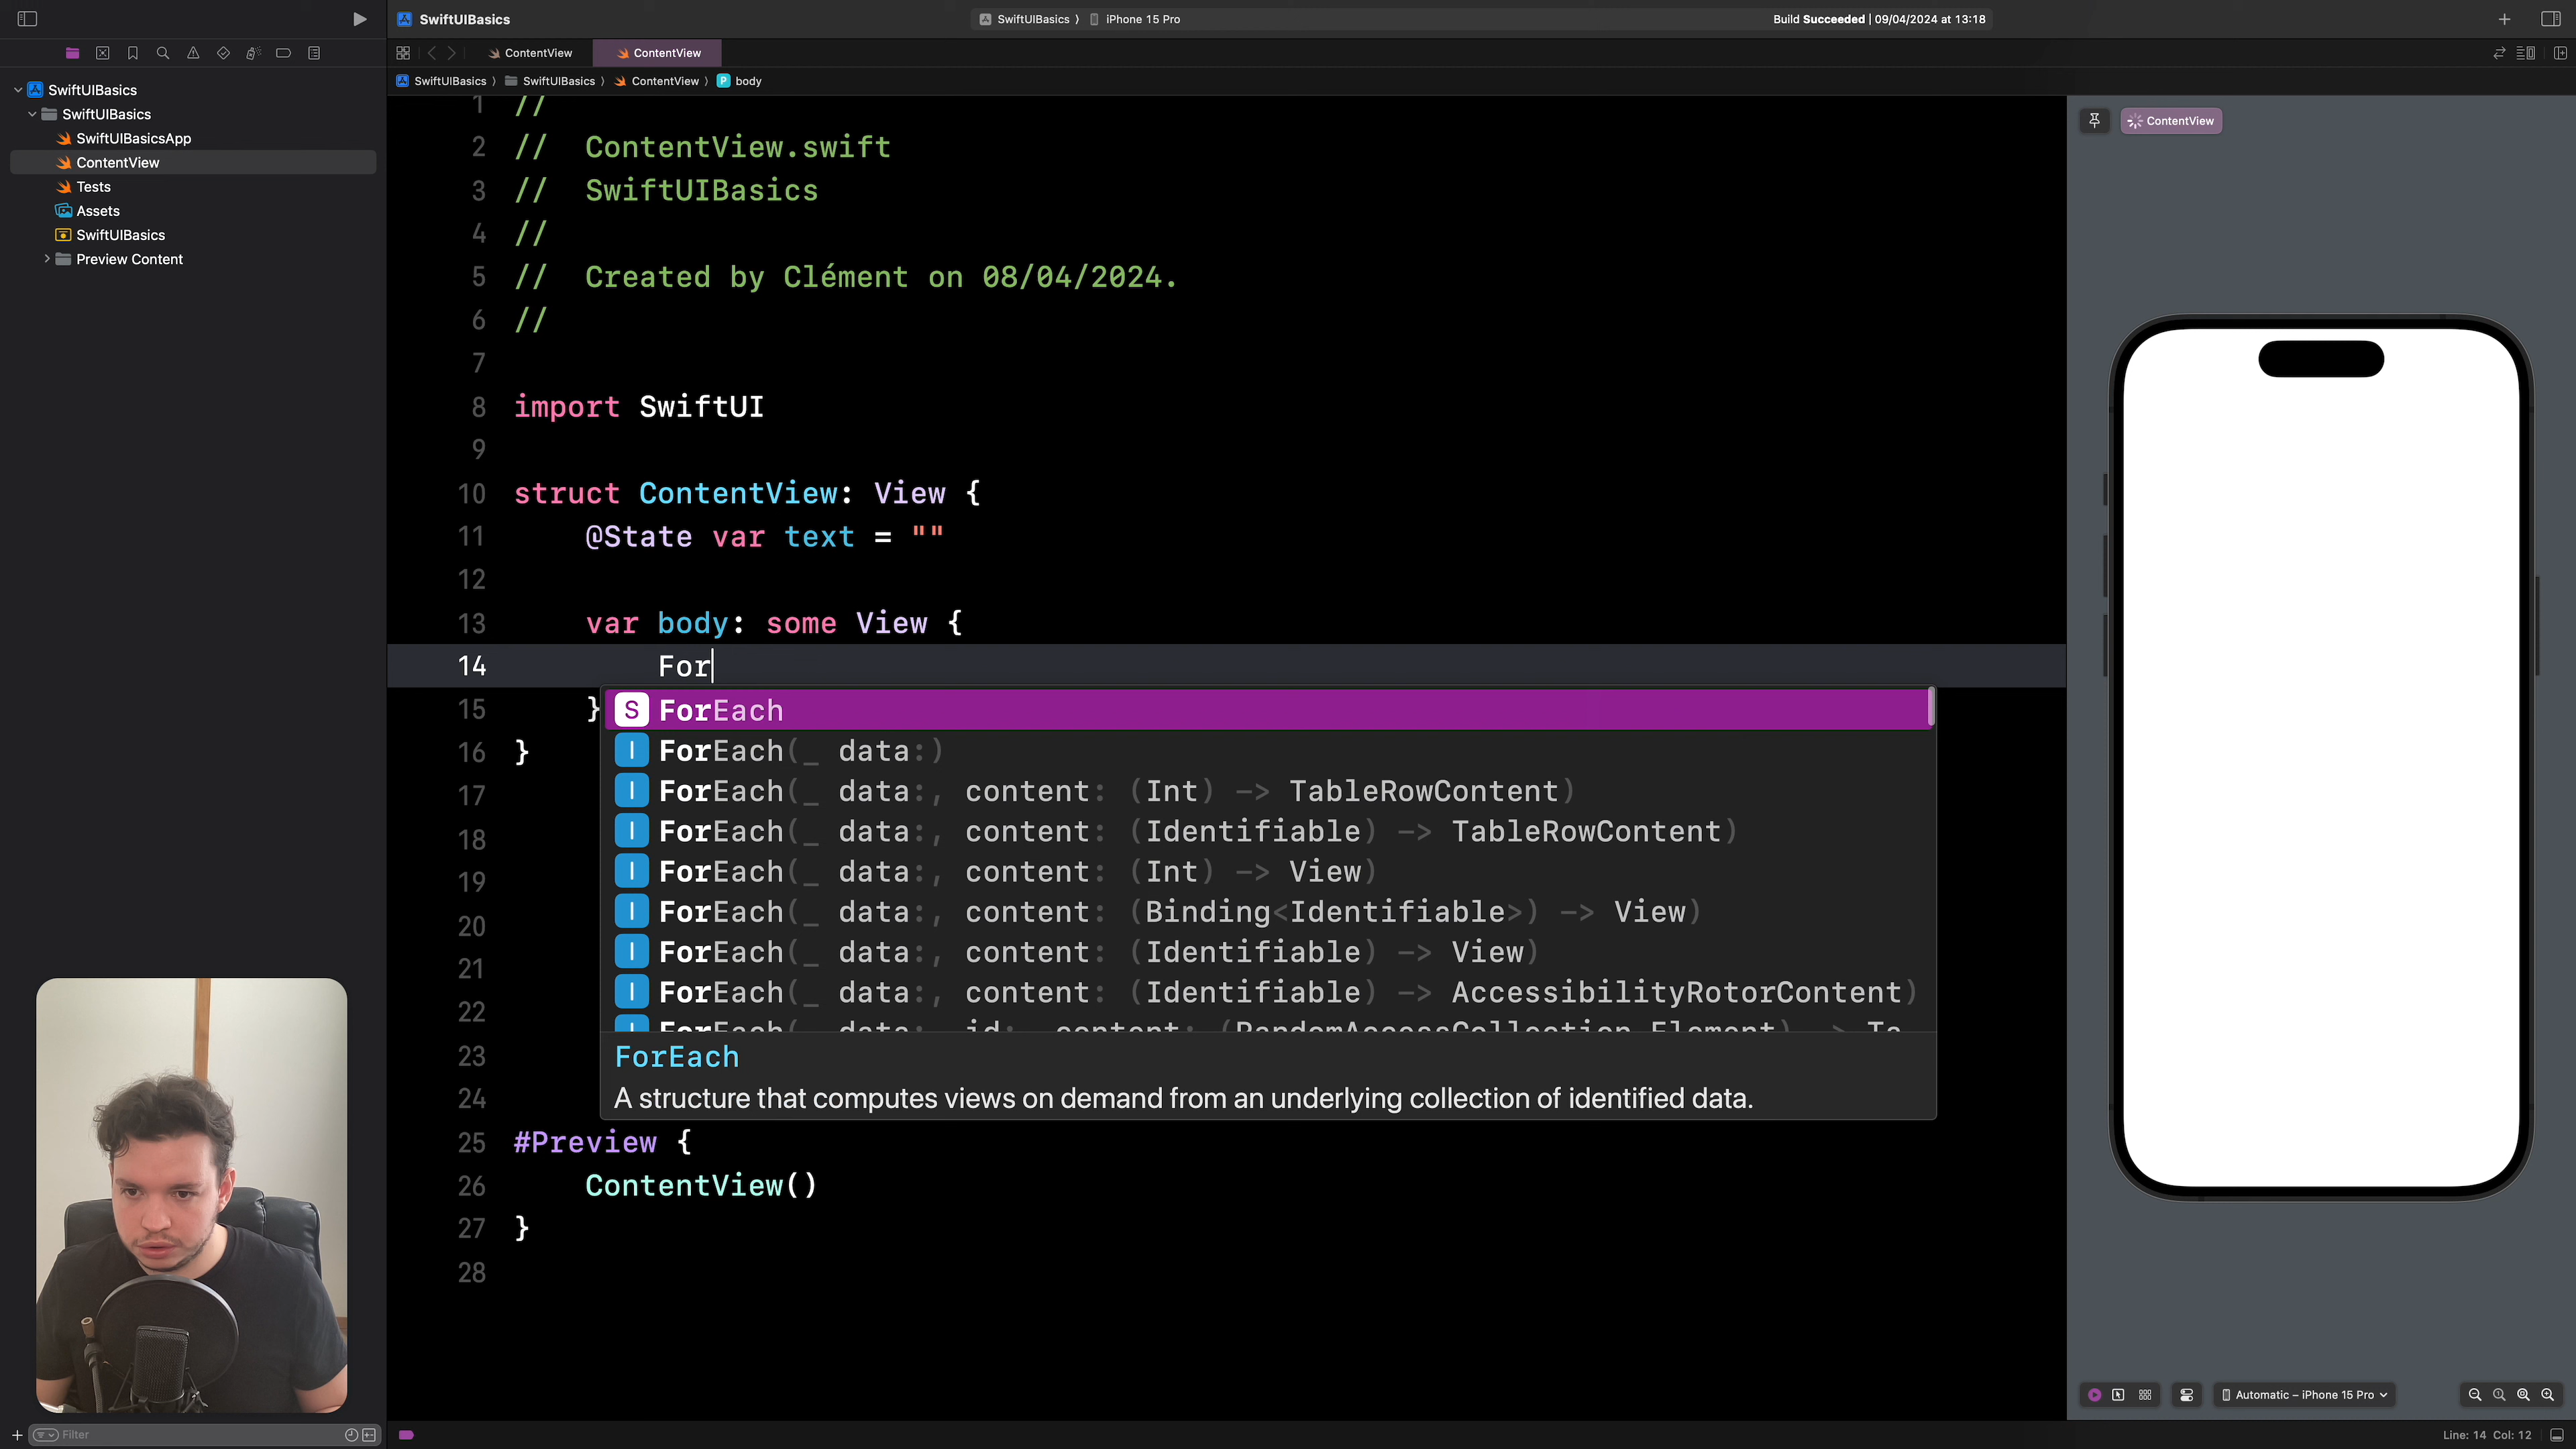 SwiftUIBasics
SwiftUIBasics
iPhone 15 Pro
Build Succeeded | 09/04/2024 at 13:18
ContentView
ContentView
SwiftUIBasics
SwiftUIBasics
ContentView
body
SwiftUIBasics
SwiftUIBasics
SwiftUIBasicsApp
ContentView
Tests
Assets
SwiftUIBasics
Preview Content
Filter
1 //
2 //  ContentView.swift
3 //  SwiftUIBasics
4 //
5 //  Created by Clément on 08/04/2024.
6 //
7
8 import SwiftUI
9
10 struct ContentView: View {
11 @State var text = ""
12
13 var body: some View {
14 For
15 }
16 }
17
18
19
20
21
22
23
24
25 #Preview {
26 ContentView()
27 }
28
S ForEach
I ForEach(_ data:)
I ForEach(_ data:, content: (Int) -> TableRowContent)
I ForEach(_ data:, content: (Identifiable) -> TableRowContent)
I ForEach(_ data:, content: (Int) -> View)
I ForEach(_ data:, content: (Binding<Identifiable>) -> View)
I ForEach(_ data:, content: (Identifiable) -> View)
I ForEach(_ data:, content: (Identifiable) -> AccessibilityRotorContent)
I ForEach(_ data:, id:, content: (RandomAccessCollection.Element) -> Ta
ForEach
A structure that computes views on demand from an underlying collection of identified data.
ContentView
Automatic – iPhone 15 Pro
Line: 14 Col: 12